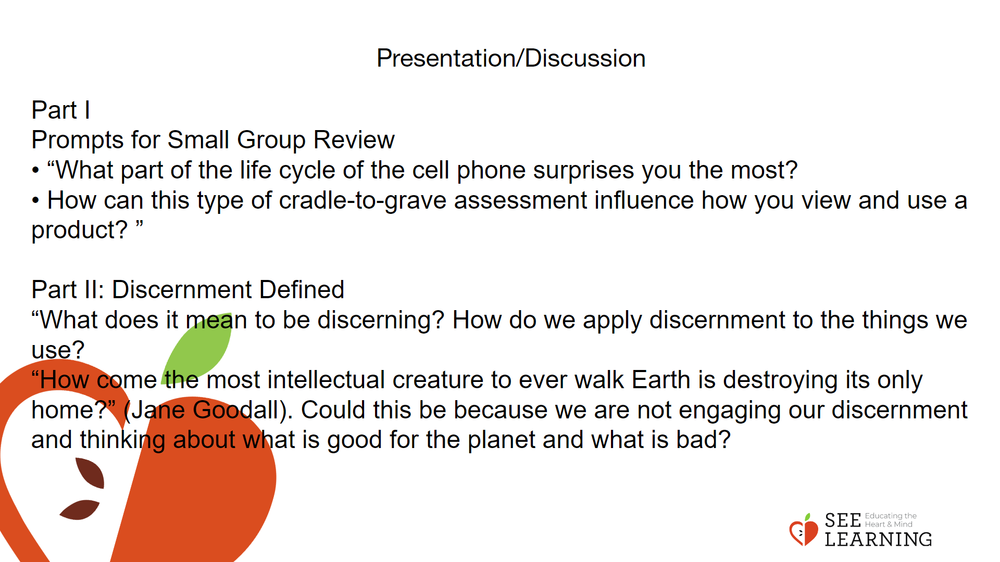 Presentation/Discussion
Part I
Prompts for Small Group Review
• “What part of the life cycle of the cell phone surprises you the most?
• How can this type of cradle-to-grave assessment influence how you view and use a
product? ”
Part II: Discernment Defined
“What does it mean to be discerning? How do we apply discernment to the things we
use?
“How come the most intellectual creature to ever walk Earth is destroying its only
home?” (Jane Goodall). Could this be because we are not engaging our discernment
and thinking about what is good for the planet and what is bad?
SEE Educating the
Heart & Mind
LEARNING